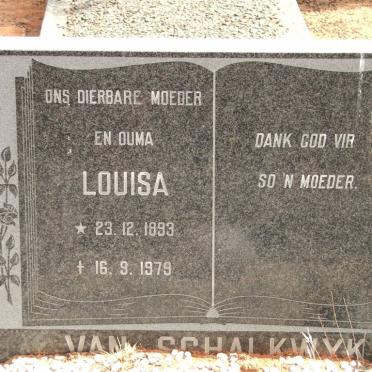 ONS DIERBARE MOEDER
EN OUMA
LOUISA
★ 23. 12. 1893
✝ 16. 9. 1979
DANK GOD VIR
SO 'N MOEDER.
VAN SCHALKWYK